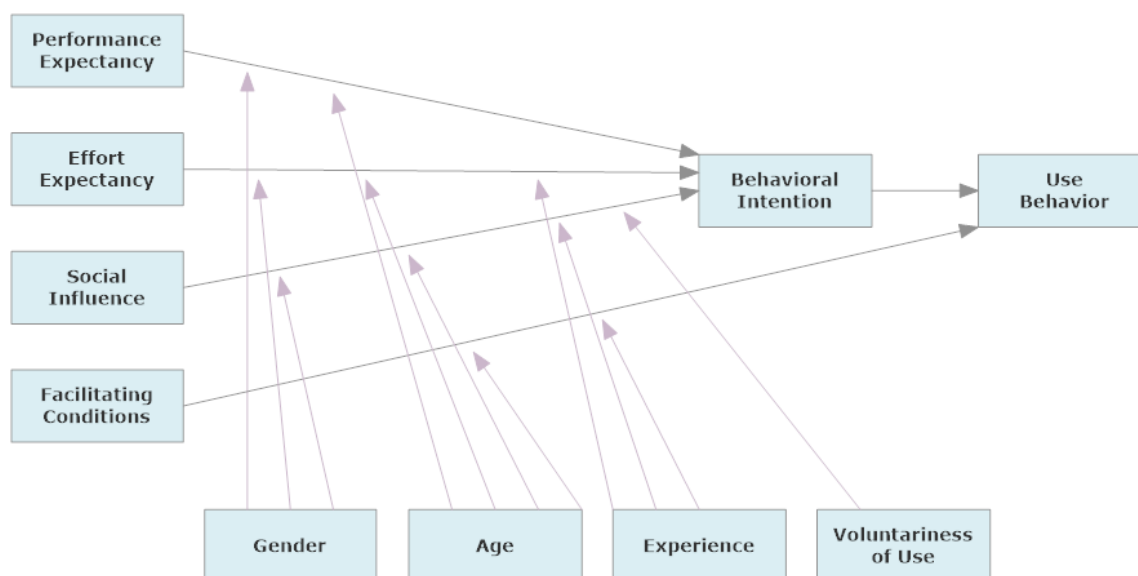 Performance
Expectancy
Effort
Expectancy
Social
Influence
Facilitating
Conditions
Behavioral
Intention
Use
Behavior
Gender
Age
Experience
Voluntariness
of Use